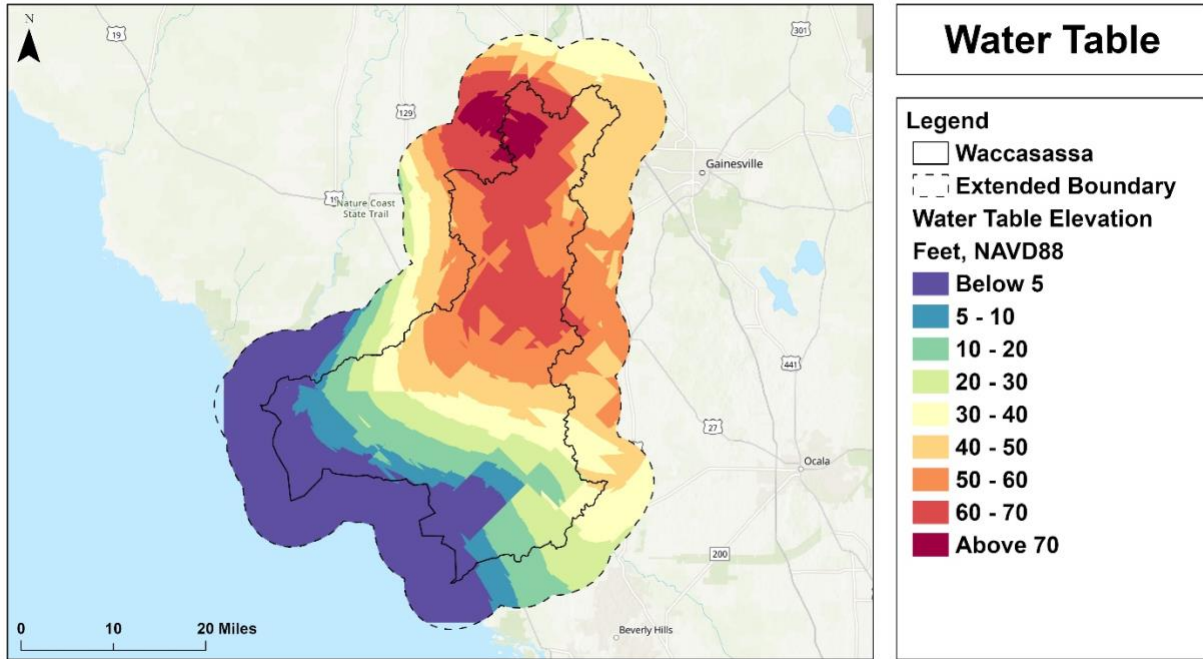 N
19
301
129
Gainesville
19
Nature Coast
State Trail
441
27
Ocala
200
Beverly Hills
0 10 20 Miles
Water Table
Legend
Waccasassa
Extended Boundary
Water Table Elevation
Feet, NAVD88
Below 5
5 - 10
10 - 20
20 - 30
30 - 40
40 - 50
50 - 60
60 - 70
Above 70